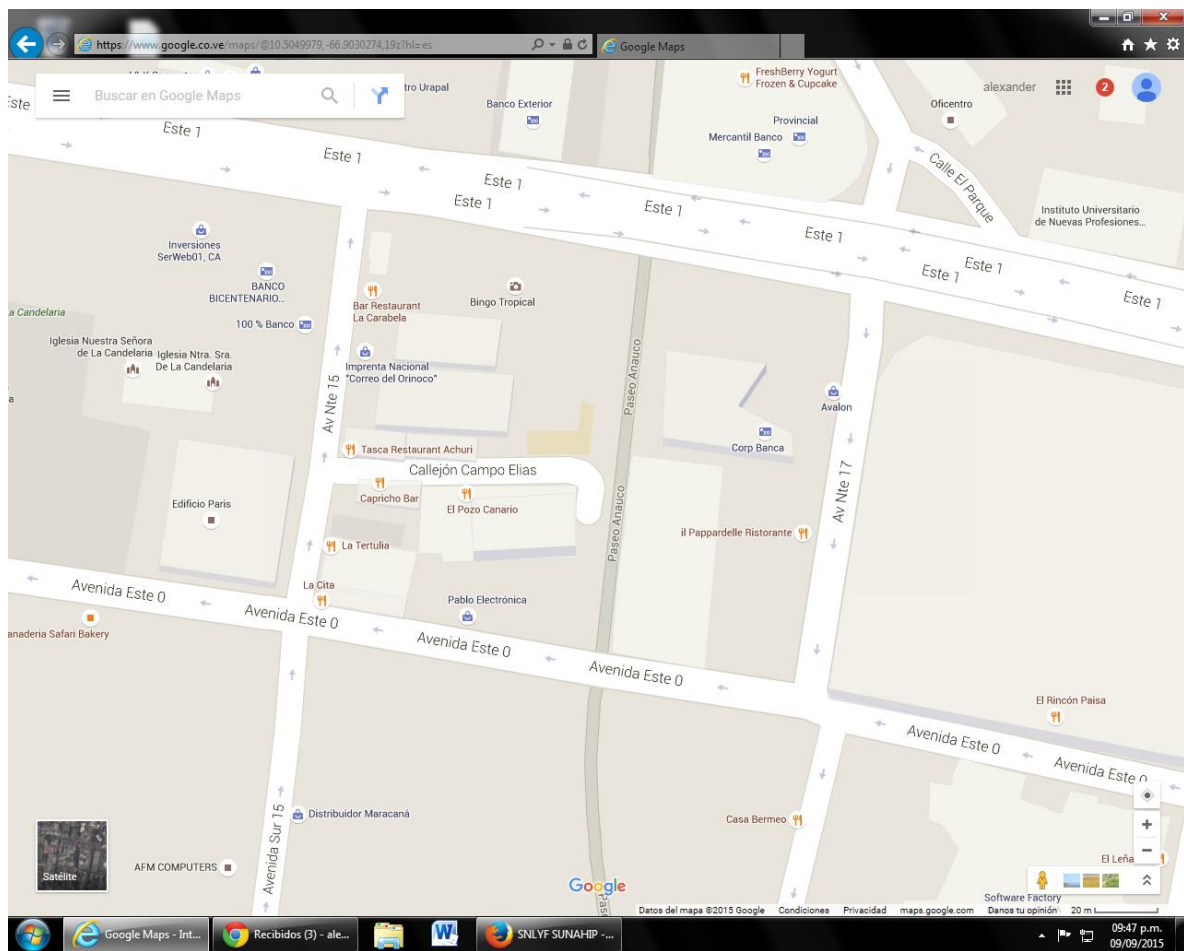 https://www.google.co.ve/maps/@10.5049979,-66.9030274,19z?hl=es
Google Maps
Buscar en Google Maps
tro Urapal
Banco Exterior
FreshBerry Yogurt
Frozen & Cupcake
alexander
2
Oficentro
Provincial
Mercantil Banco
Este
Este 1
Este 1
Este 1
Este 1
Este 1
Este 1
Este 1
Este 1
Este 1
Calle El Parque
Instituto Universitario
de Nuevas Profesiones...
Inversiones
SerWeb01, CA
BANCO
BICENTENARIO...
100 % Banco
Bar Restaurant
La Carabela
Bingo Tropical
a Candelaria
Iglesia Nuestra Señora
de La Candelaria
Iglesia Ntra. Sra.
De La Candelaria
Imprenta Nacional
"Correo del Orinoco"
Av Nte 15
Paseo Anauco
Avalon
Corp Banca
Tasca Restaurant Achuri
Callejón Campo Elias
Capricho Bar
El Pozo Canario
Edificio Paris
La Tertulia
Paseo Anauco
il Pappardelle Ristorante
Av Nte 17
La Cita
Pablo Electrónica
Avenida Este 0
Avenida Este 0
Avenida Este 0
Avenida Este 0
anaderia Safari Bakery
El Rincón Paisa
Avenida Este 0
Avenida Este 0
Distribuidor Maracaná
Avenida Sur 15
Casa Bermeo
AFM COMPUTERS
Satélite
El Leña
Google
Pase
Software Factory
Datos del mapa ©2015 Google
Condiciones
Privacidad
maps.google.com
Danos tu opinión
20 m
Google Maps - Int...
Recibidos (3) - ale...
SNLYF SUNAHIP -...
09:47 p.m.
09/09/2015